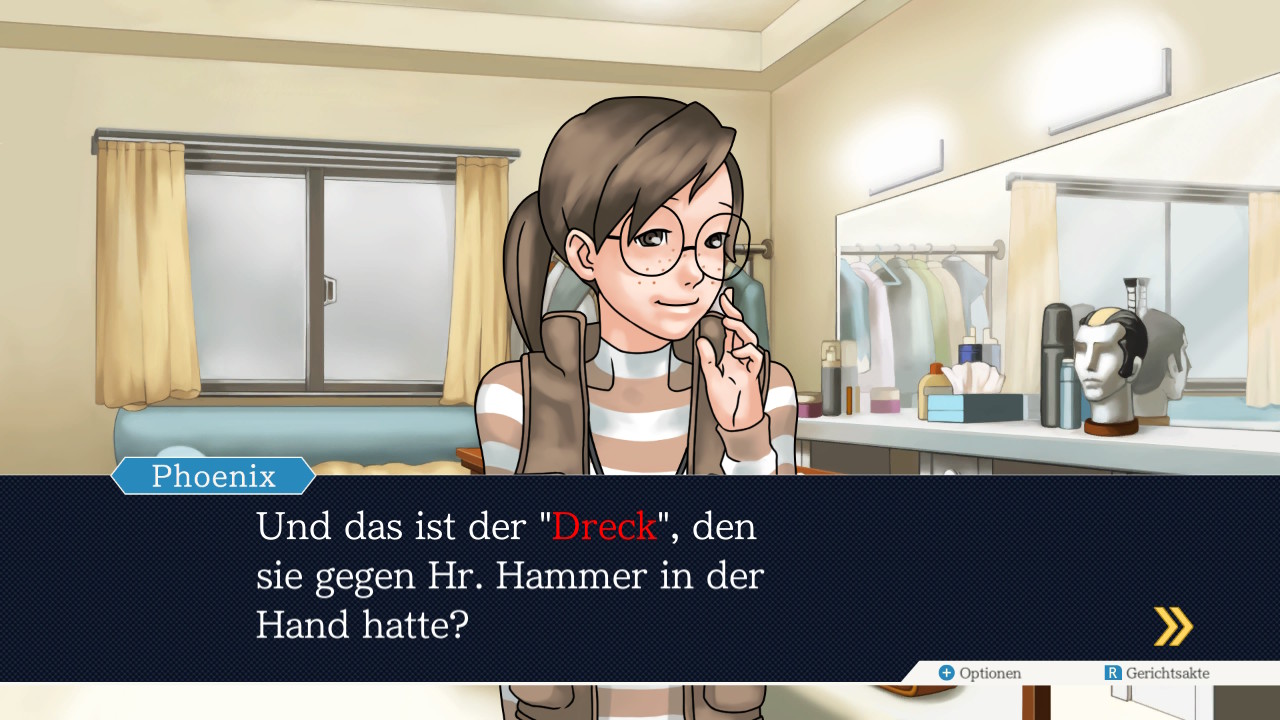 Phoenix
Und das ist der "Dreck", den
sie gegen Hr. Hammer in der
Hand hatte?
+ Optionen
R Gerichtsakte